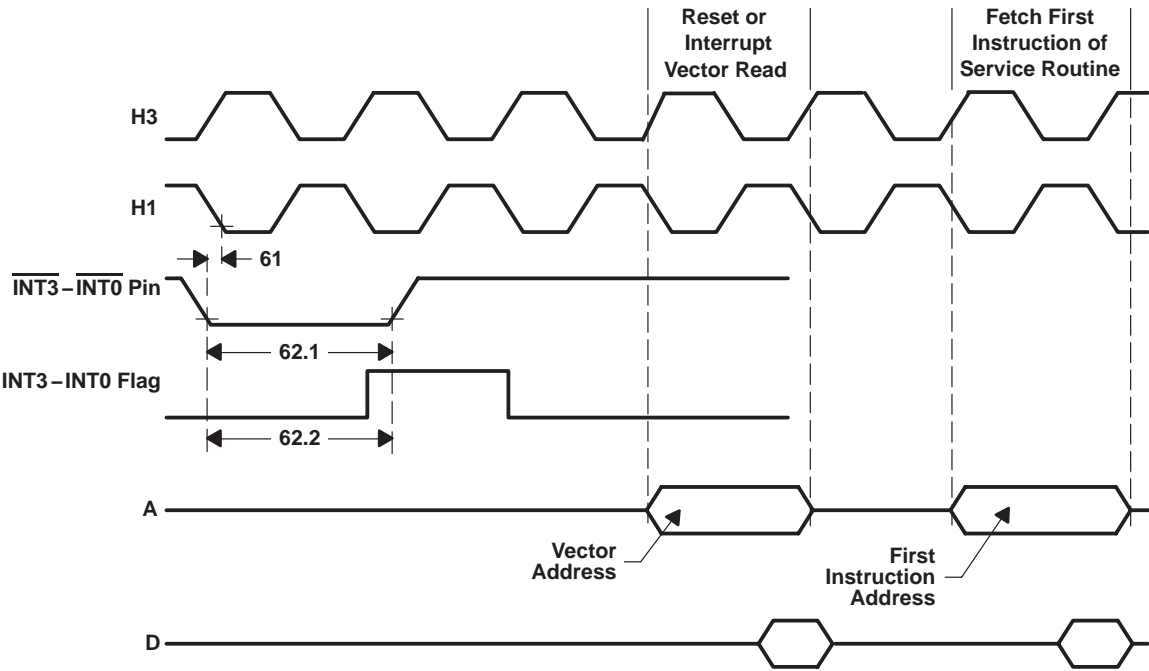 Reset or
Interrupt
Vector Read
Fetch First
Instruction of
Service Routine
H3
H1
61
INT3–INT0 Pin
62.1
INT3–INT0 Flag
62.2
A
Vector
Address
First
Instruction
Address
D